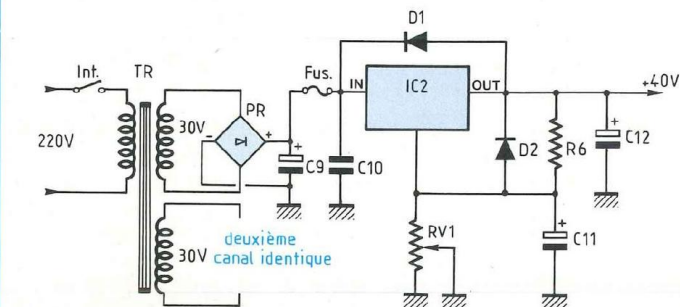 D1
Int.
TR
Fus.
IN
IC2
OUT
+40V
PR
30V
-
+
220V
+
C9
C10
D2
R6
+
C12
deuxième
canal identique
30V
RV1
+
C11